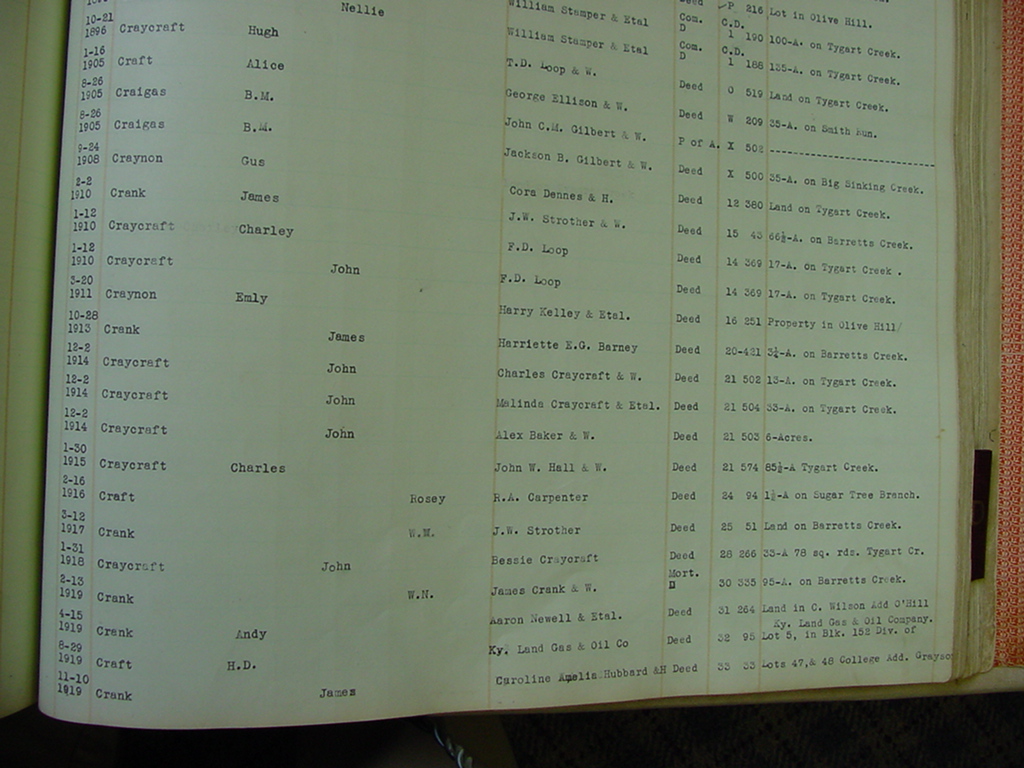 Deed P 216 Lot in Olive Hill.
William Stamper & Etal Com. D C.D. 1 190 100-A. on Tygart Creek.
Nellie William Stamper & Etal Com. D C.D. 1 188 135-A. on Tygart Creek.
10-21
1896 Craycraft Hugh T.D. Loop & W. Deed O 519 Land on Tygart Creek.
1-16
1905 Craft Alice George Ellison & W. Deed W 209 35-A. on Smith Run.
8-26
1905 Craigas B.M. John C.M. Gilbert & W. P of A. X 502 --------------------
8-26
1905 Craigas B.M. Jackson B. Gilbert & W. Deed X 500 35-A. on Big Sinking Creek.
9-24
1908 Craynon Gus Cora Dennes & H. Deed 12 380 Land on Tygart Creek.
2-2
1910 Crank James J.W. Strother & W. Deed 15 43 66½-A. on Barretts Creek.
1-12
1910 Craycraft Charley F.D. Loop Deed 14 369 17-A. on Tygart Creek .
1-12
1910 Craycraft John F.D. Loop Deed 14 369 17-A. on Tygart Creek.
3-20
1911 Craynon Emly Harry Kelley & Etal. Deed 16 251 Property in Olive Hill/
10-28
1913 Crank James Harriette E.G. Barney Deed 20-421 3¼-A. on Barretts Creek.
12-2
1914 Craycraft John Charles Craycraft & W. Deed 21 502 13-A. on Tygart Creek.
12-2
1914 Craycraft John Malinda Craycraft & Etal. Deed 21 504 33-A. on Tygart Creek.
12-2
1914 Craycraft John Alex Baker & W. Deed 21 503 6-Acres.
1-30
1915 Craycraft Charles John W. Hall & W. Deed 21 574 85½-A Tygart Creek.
2-16
1916 Craft Rosey R.A. Carpenter Deed 24 94 1½-A on Sugar Tree Branch.
3-12
1917 Crank W.M. J.W. Strother Deed 25 51 Land on Barretts Creek.
1-31
1918 Craycraft John Bessie Craycraft Deed 28 266 33-A 78 sq. rds. Tygart Cr.
2-13
1919 Crank W.N. James Crank & W. Mort. D 30 335 95-A. on Barretts Creek.
4-15
1919 Crank Andy Aaron Newell & Etal. Deed 31 264 Land in C. Wilson Add O'Hill
Ky. Land Gas & Oil Company.
8-29
1919 Craft H.D. Ky. Land Gas & Oil Co Deed 32 95 Lot 5, in Blk. 152 Div. of
11-10
1919 Crank James Caroline Amelia Hubbard &H Deed 33 33 Lots 47,& 48 College Add. Grayson